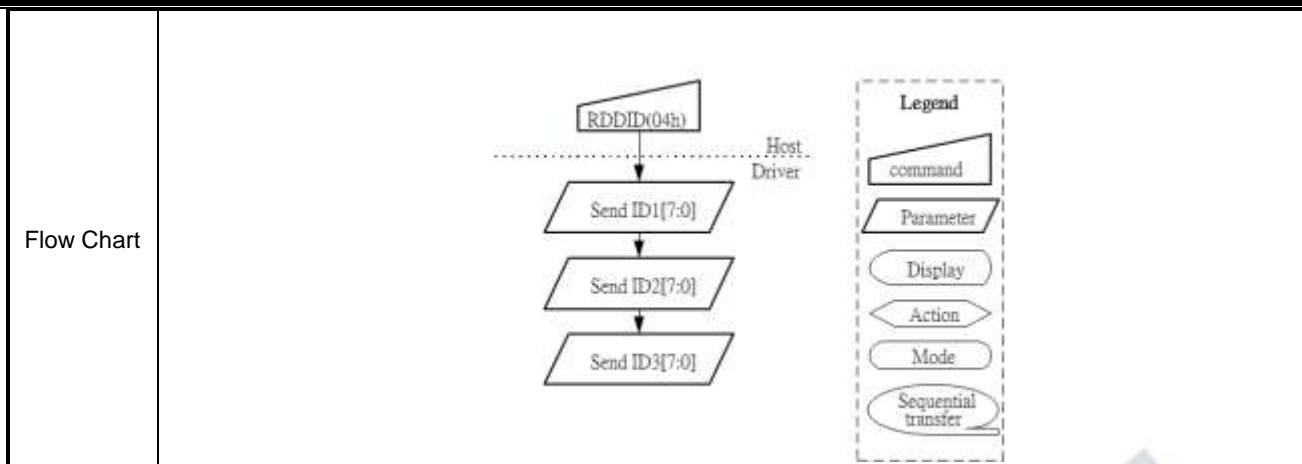 Flow Chart
RDDID(04h)
Host
Driver
Send ID1[7:0]
Send ID2[7:0]
Send ID3[7:0]
Legend
command
Parameter
Display
Action
Mode
Sequential
transfer